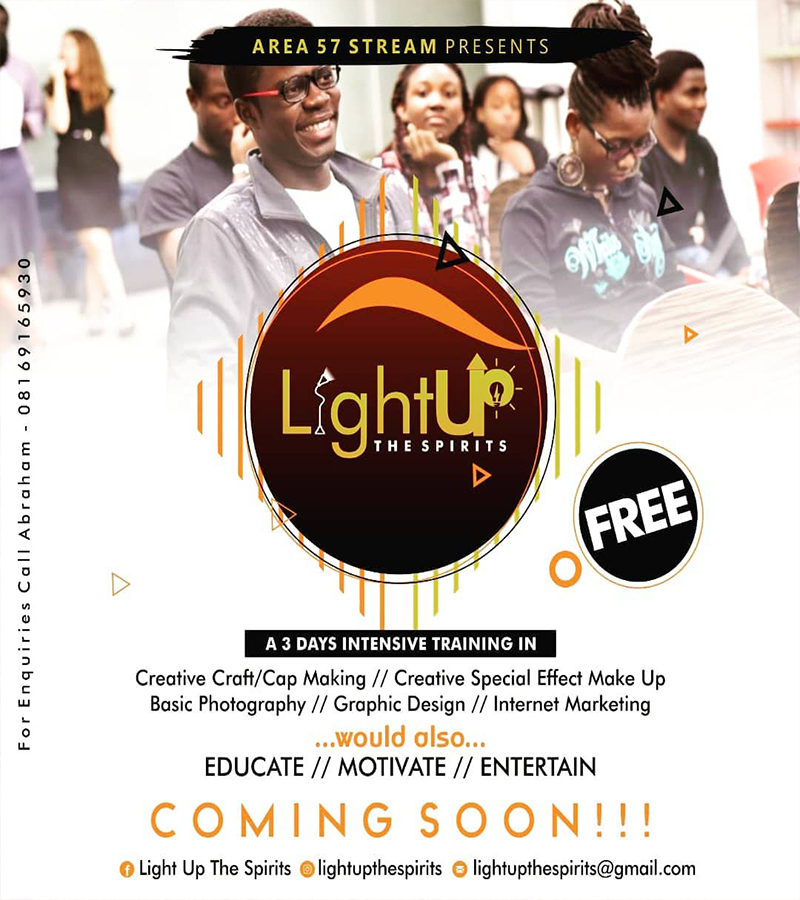 AREA 57 STREAM PRESENTS
For Enquiries Call Abraham - 08169165930
LightUp
THE SPIRITS
FREE
A 3 DAYS INTENSIVE TRAINING IN
Creative Craft/Cap Making // Creative Special Effect Make Up
Basic Photography // Graphic Design // Internet Marketing
...would also...
EDUCATE // MOTIVATE // ENTERTAIN
COMING SOON!!!
Light Up The Spirits lightupthespirits lightupthespirits@gmail.com